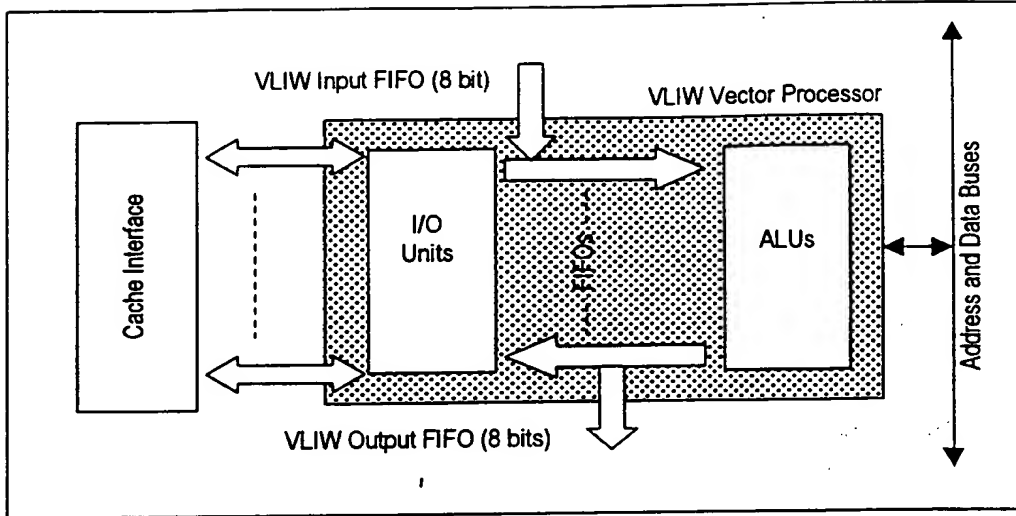 VLIW Input FIFO (8 bit)
VLIW Vector Processor
Cache Interface
I/O
Units
FIFOs
ALUs
Address and Data Buses
VLIW Output FIFO (8 bits)